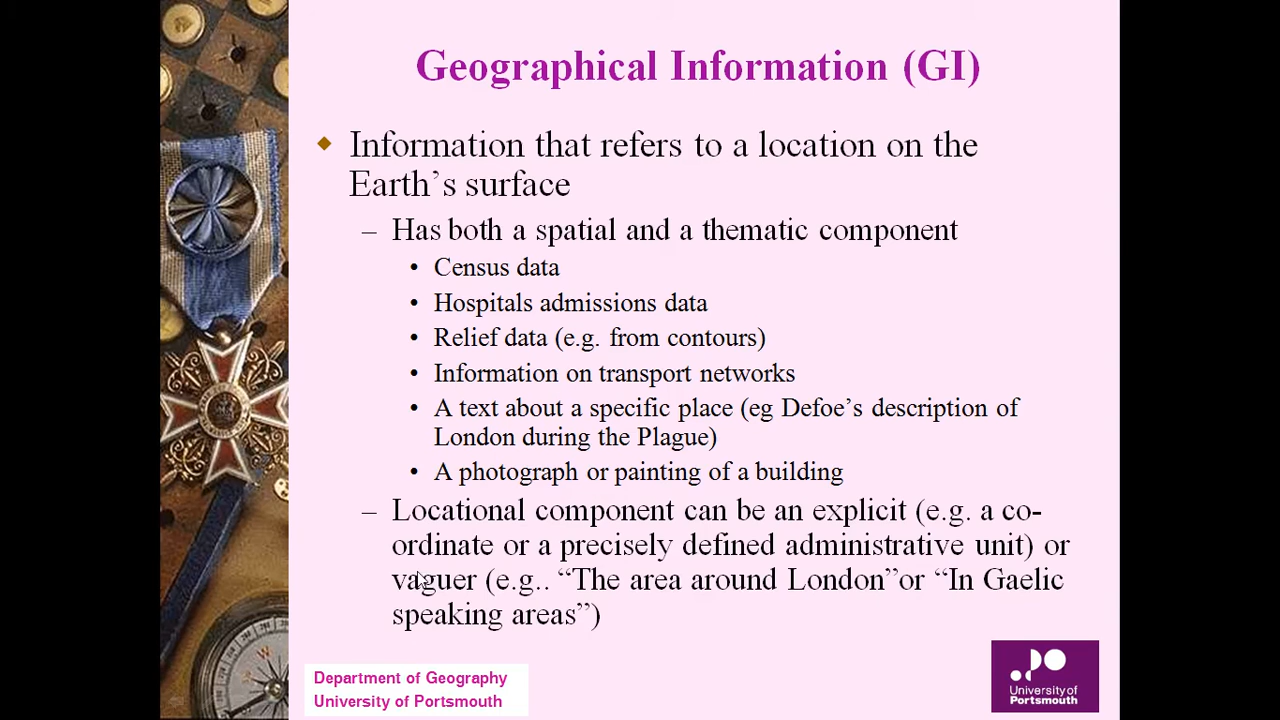 Geographical Information (GI)
Information that refers to a location on the
Earth’s surface
– Has both a spatial and a thematic component
• Census data
• Hospitals admissions data
• Relief data (e.g. from contours)
• Information on transport networks
• A text about a specific place (eg Defoe’s description of
London during the Plague)
• A photograph or painting of a building
– Locational component can be an explicit (e.g. a co-
ordinate or a precisely defined administrative unit) or
vaguer (e.g.. “The area around London”or “In Gaelic
speaking areas”)
Department of Geography
University of Portsmouth
University of
Portsmouth